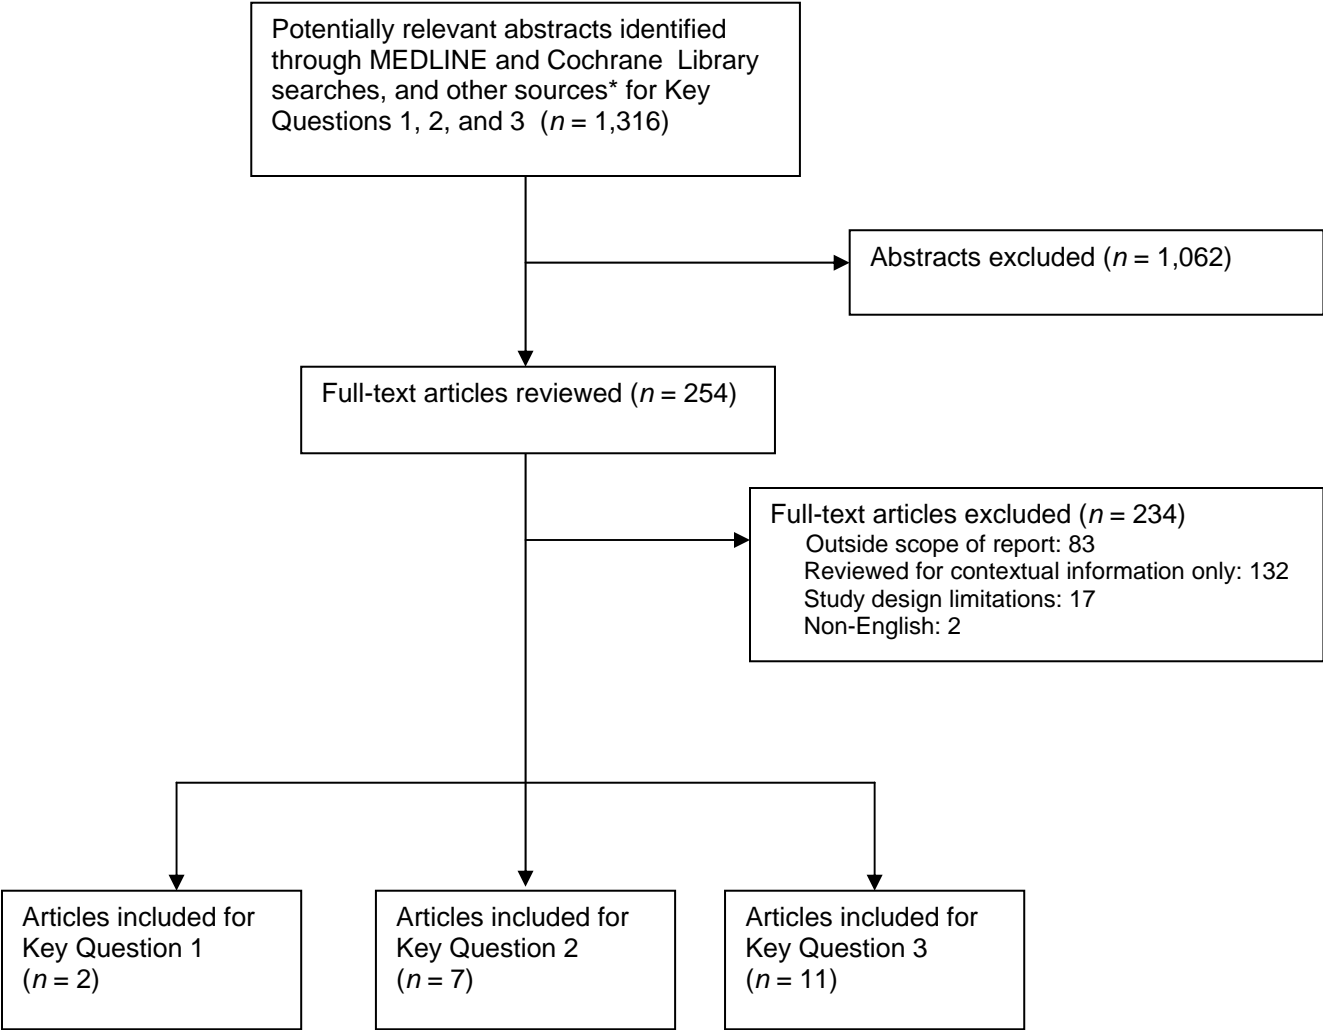 Potentially relevant abstracts identified
through MEDLINE and Cochrane Library
searches, and other sources* for Key
Questions 1, 2, and 3 (n = 1,316)
Abstracts excluded (n = 1,062)
Full-text articles reviewed (n = 254)
Full-text articles excluded (n = 234)
Outside scope of report: 83
Reviewed for contextual information only: 132
Study design limitations: 17
Non-English: 2
Articles included for
Key Question 1
(n = 2)
Articles included for
Key Question 2
(n = 7)
Articles included for
Key Question 3
(n = 11)